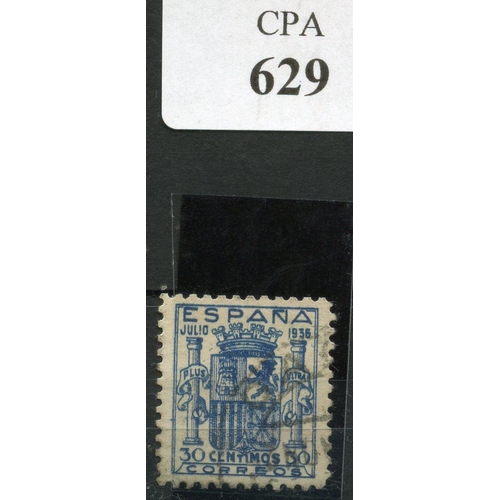 CPA
629
ESPAÑA
JULIO 1936
PLUS ULTRA
30 CENTIMOS 30
CORREOS